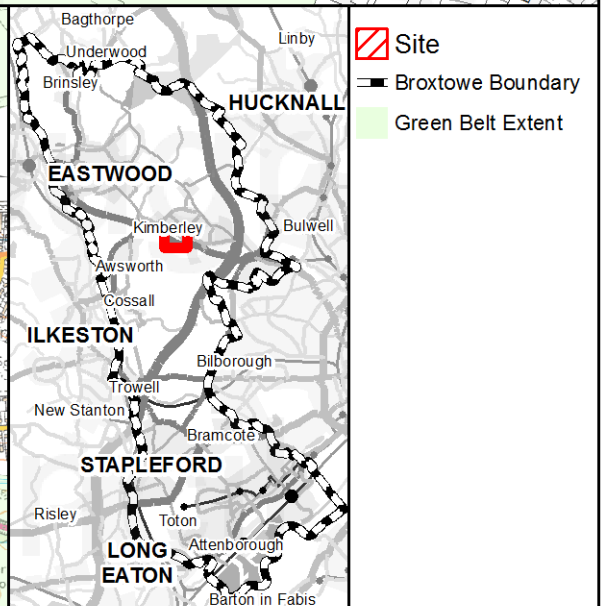 Bagthorpe
Linby
Underwood
Brinsley
HUCKNALL
EASTWOOD
Kimberley
Bulwell
Awsworth
Cossall
ILKESTON
Bilborough
Trowell
New Stanton
Bramcote
STAPLEFORD
Risley
Toton
Attenborough
LONG
EATON
Barton in Fabis
Site
Broxtowe Boundary
Green Belt Extent